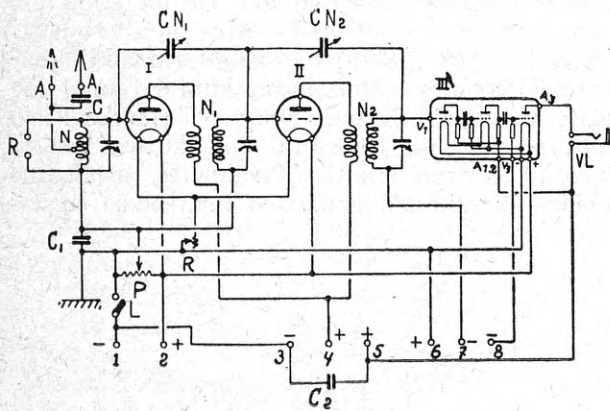 CN1 CN2
I II III
A A A3
C
N N1 N2 V1
R
A1.2 V3 +
VL
C1
R
P
L
- 1 2 + - 3 4 + + 5 + 6 - 7 - 8
C2